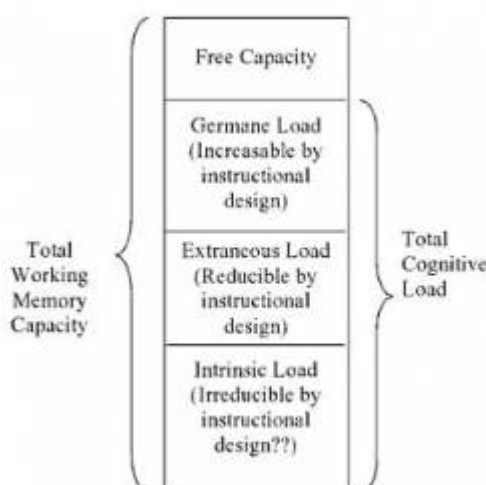 Free Capacity
Germane Load
(Increasable by
instructional
design)
Total
Working
Memory
Capacity
Extraneous Load
(Reducible by
instructional
design)
Total
Cognitive
Load
Intrinsic Load
(Irreducible by
instructional
design??)